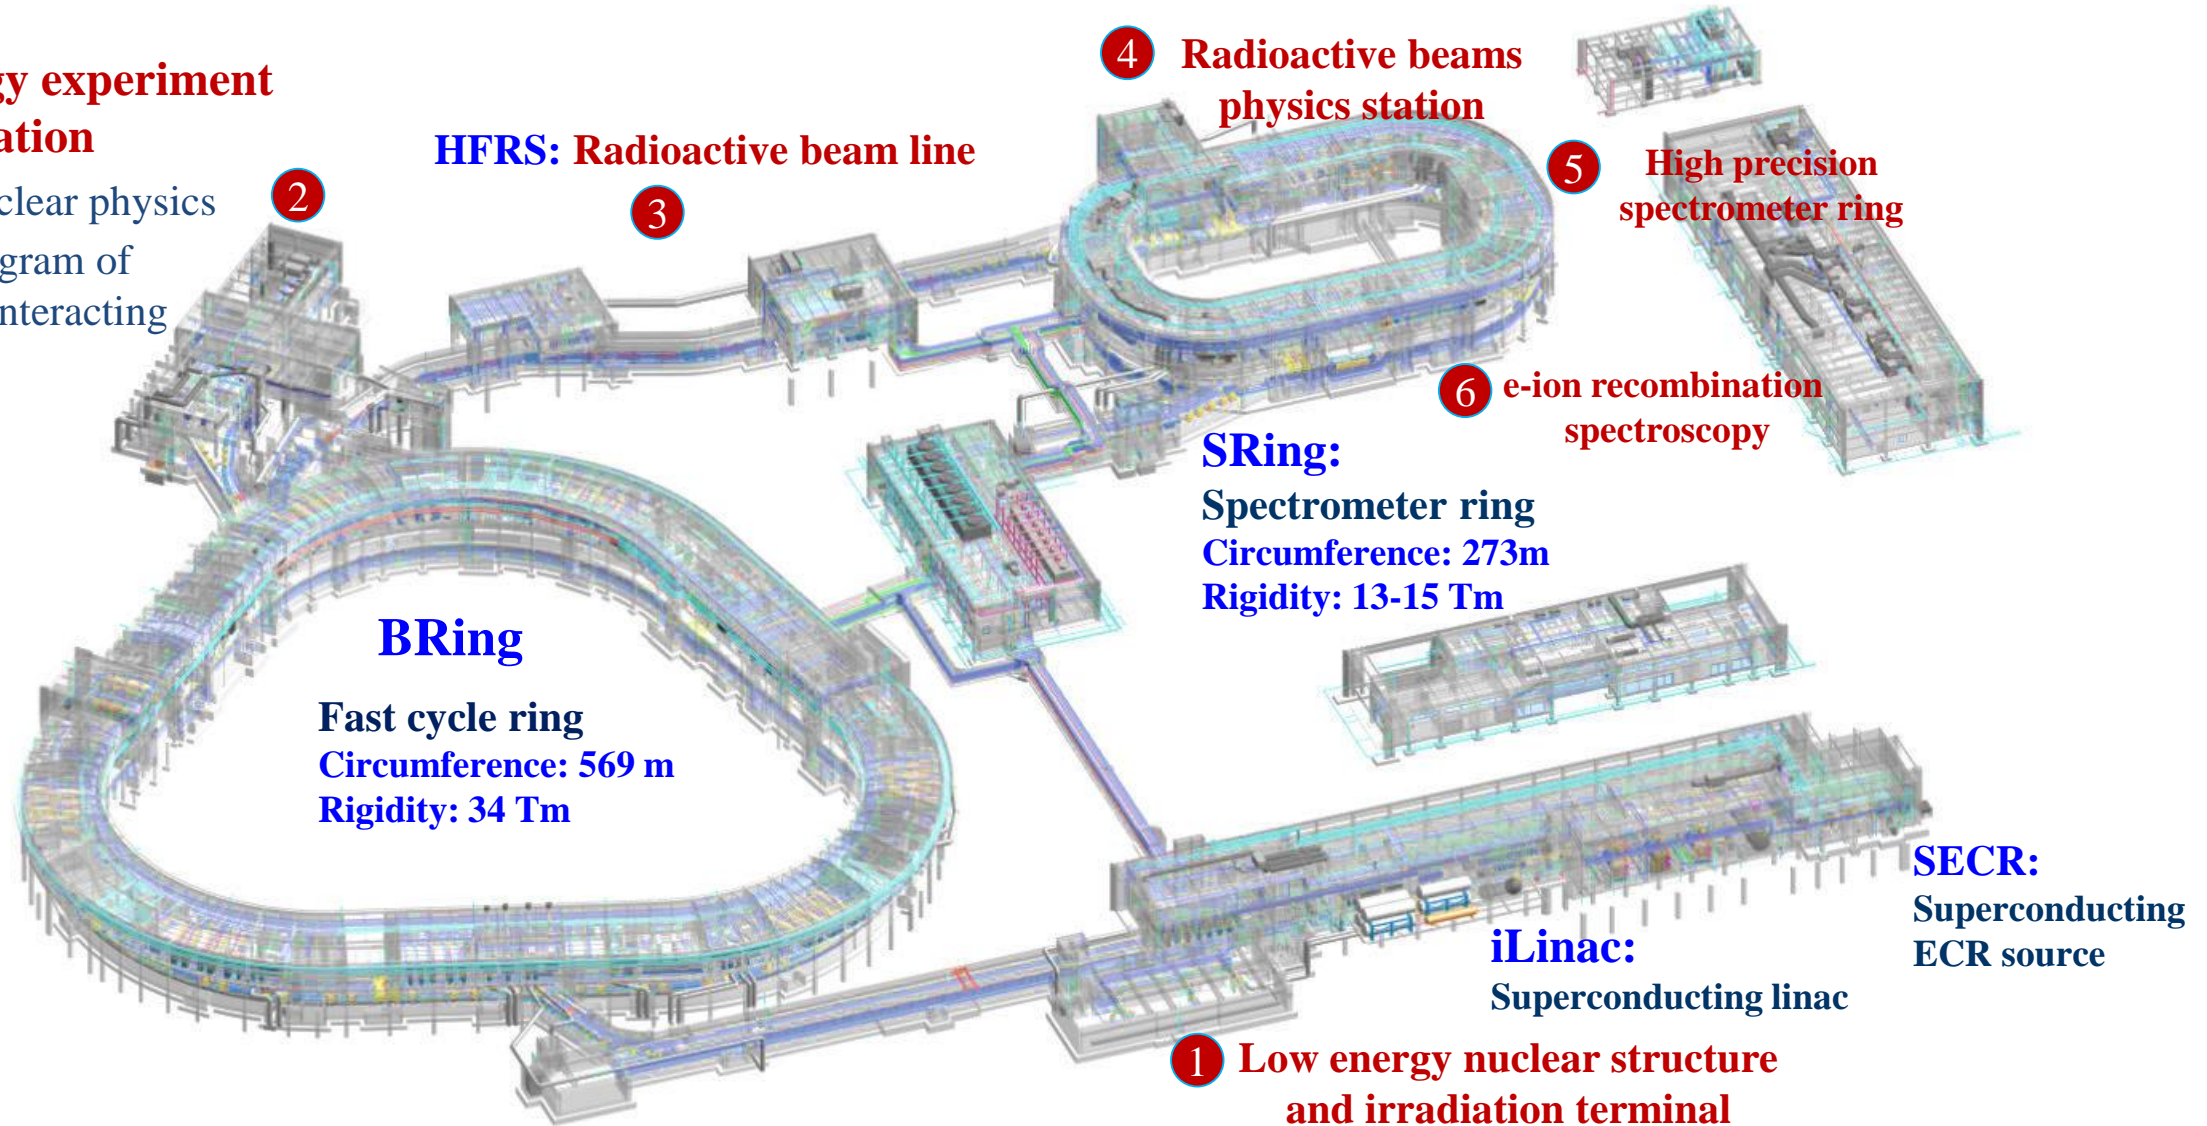 experiment
clear physics
gram of
nteracting
2
HFRS: Radioactive beam line
3
4 Radioactive beams
physics station
5 High precision
spectrometer ring
6 e-ion recombination
spectroscopy
SRing:
Spectrometer ring
Circumference: 273m
Rigidity: 13-15 Tm
BRing
Fast cycle ring
Circumference: 569 m
Rigidity: 34 Tm
SECR:
Superconducting
ECR source
iLinac:
Superconducting linac
1 Low energy nuclear structure
and irradiation terminal